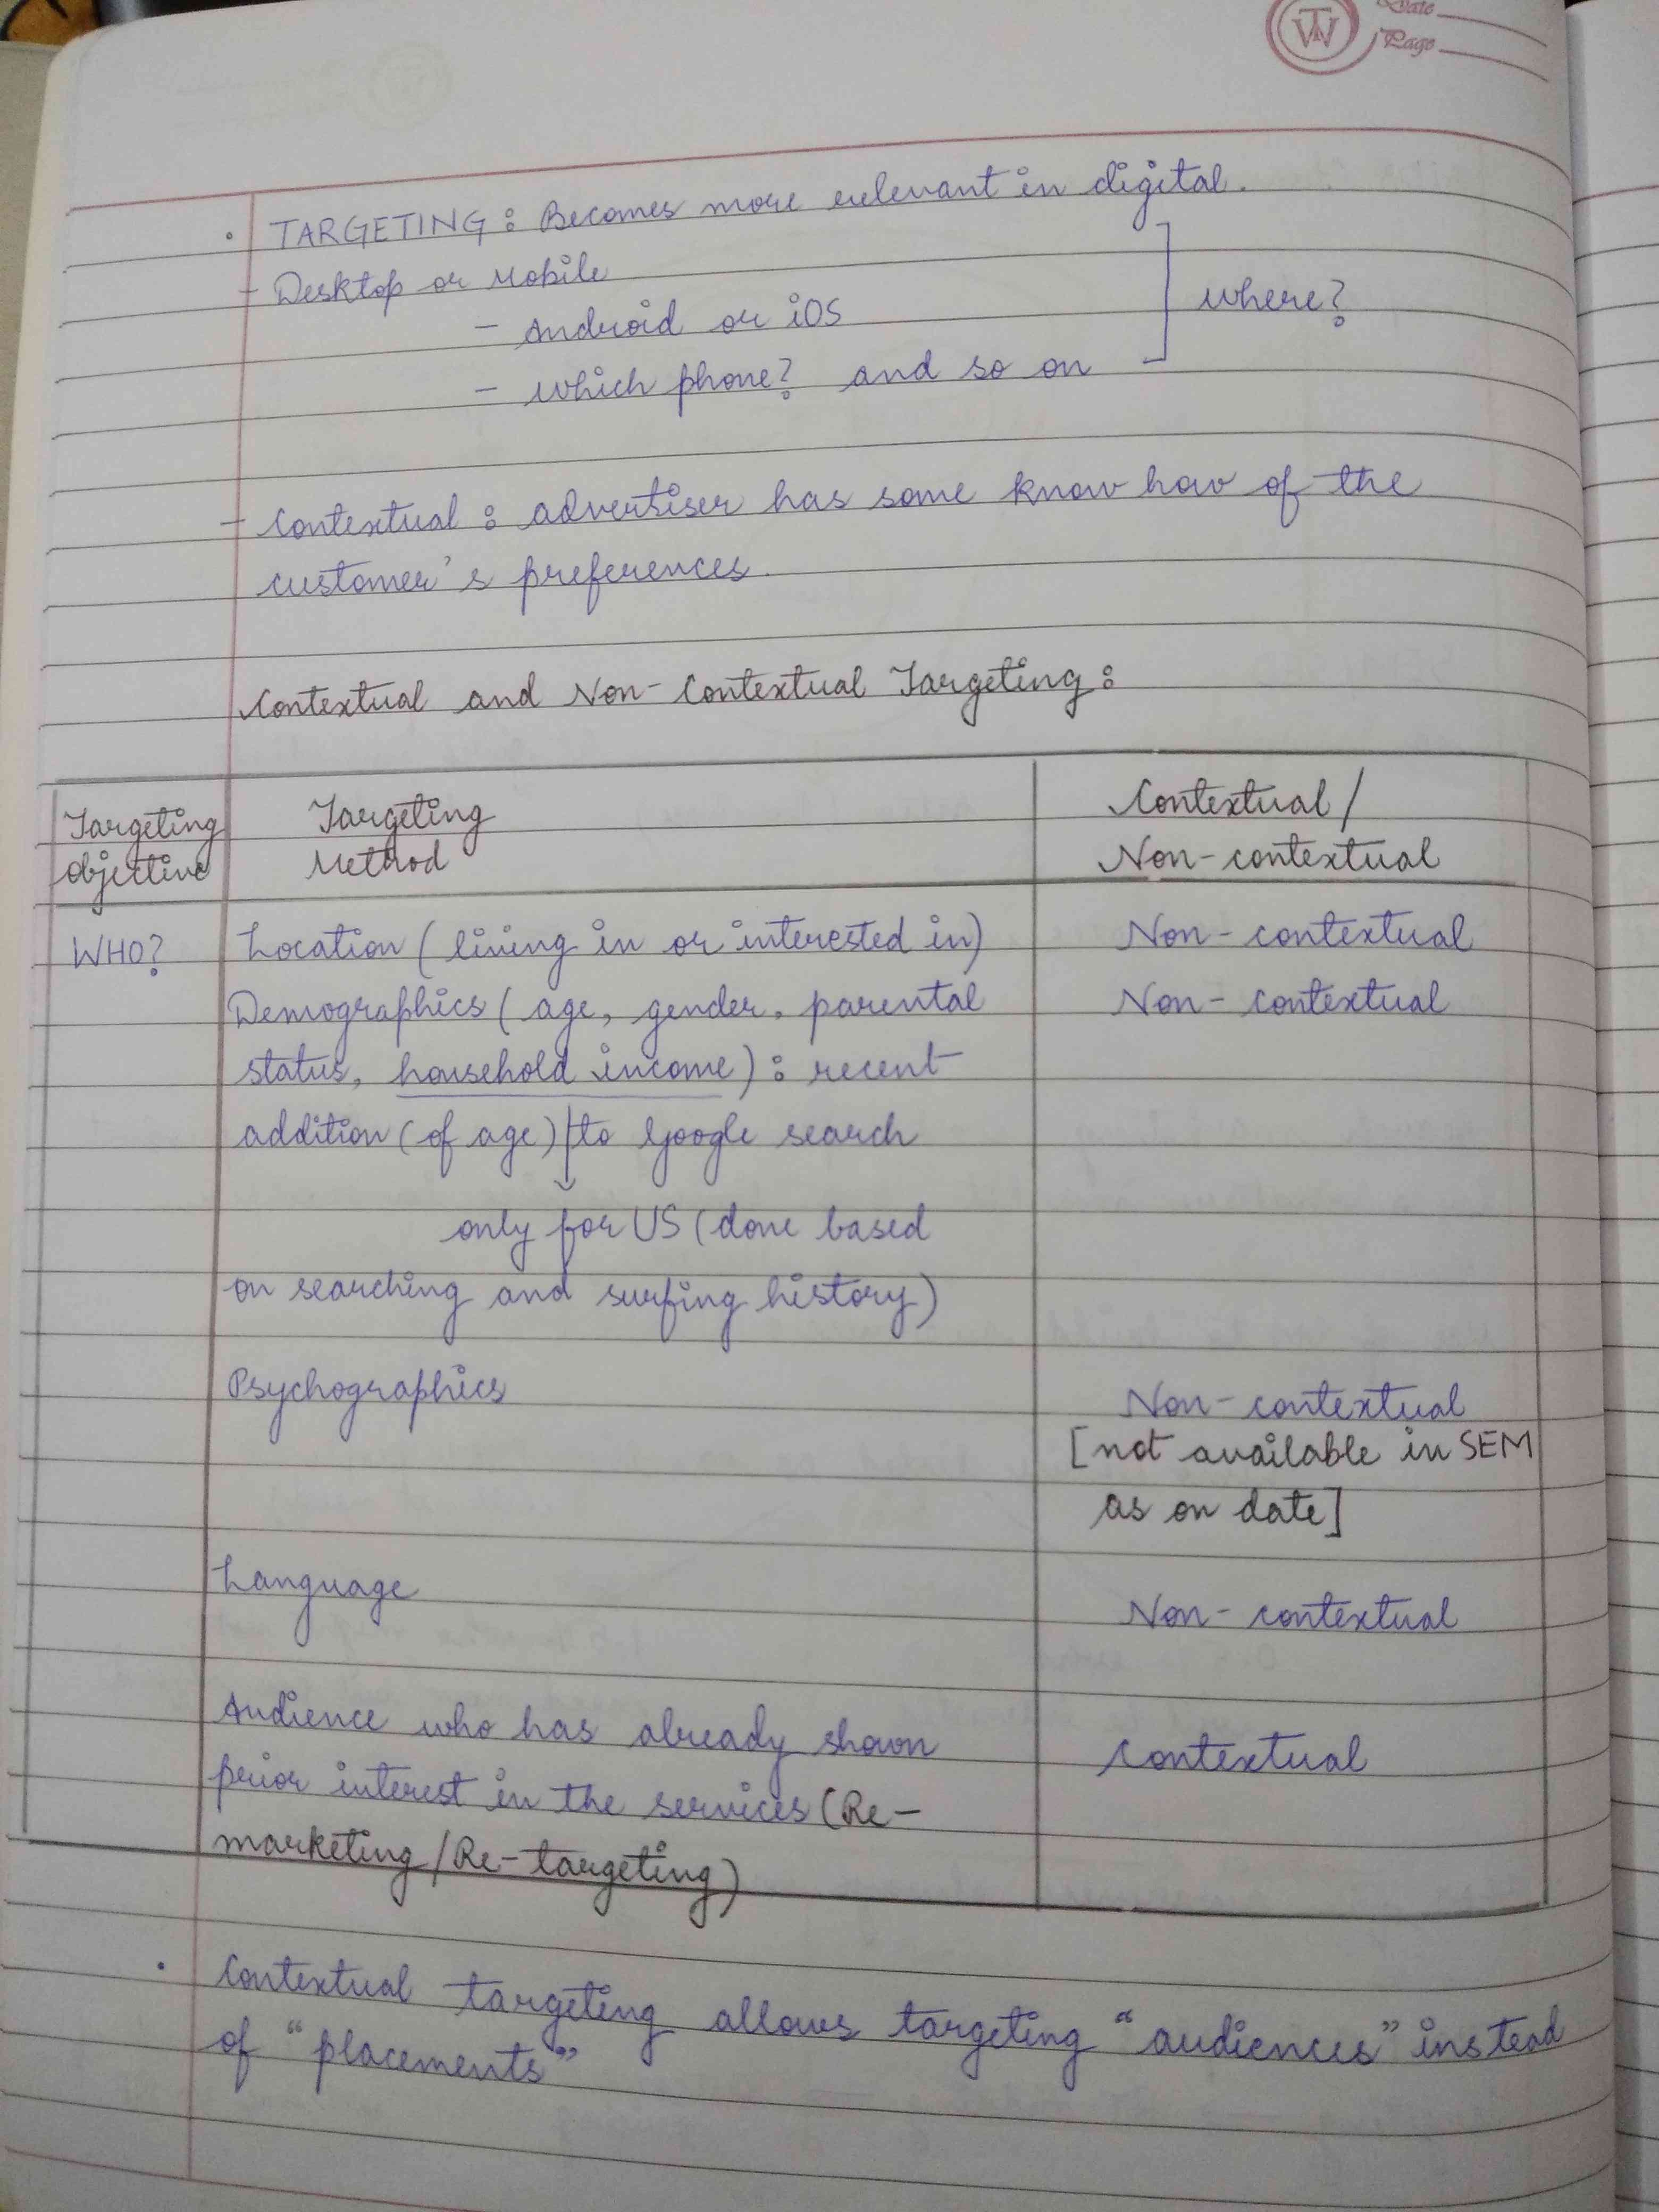 Date
Page
• TARGETING : Becomes more relevant in digital.
- Desktop or Mobile
- Android or iOS
where?
- which phone? and so on
- Contextual : advertiser has some know how of the
customer's preferences.
Contextual and Non-Contextual Targeting :
Targeting Targeting Contextual /
Objective Method Non-contextual
WHO? Location (living in or interested in) Non-contextual
Demographics (age, gender, parental Non-contextual
status, household income) : recent
addition (of age) to Google search
only for US (done based
on searching and surfing history)
Psychographics Non-contextual
[not available in SEM
as on date]
Language Non-contextual
Audience who has already shown contextual
prior interest in the services (Re-
marketing/Re-targeting)
• Contextual targeting allows targeting "audiences" instead
of "placements"